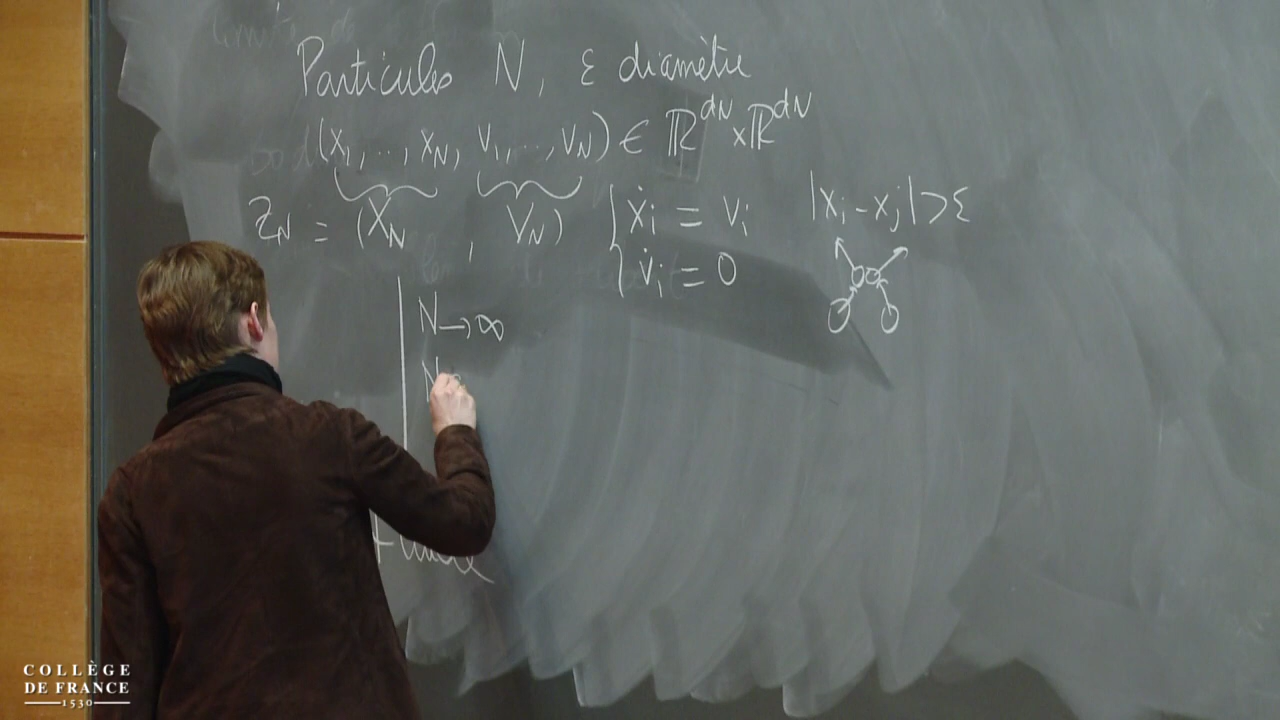 Particules N, ε diamètre
(x₁, .., x_N, v₁, .., v_N) ∈ ℝ^{dN} × ℝ^{dN}
Z_N = (X_N, V_N)
{ ẋᵢ = vᵢ
{ v̇ᵢ = 0
|xᵢ - xⱼ| > ε
N → ∞
N
COLLÈGE
DE FRANCE
1530